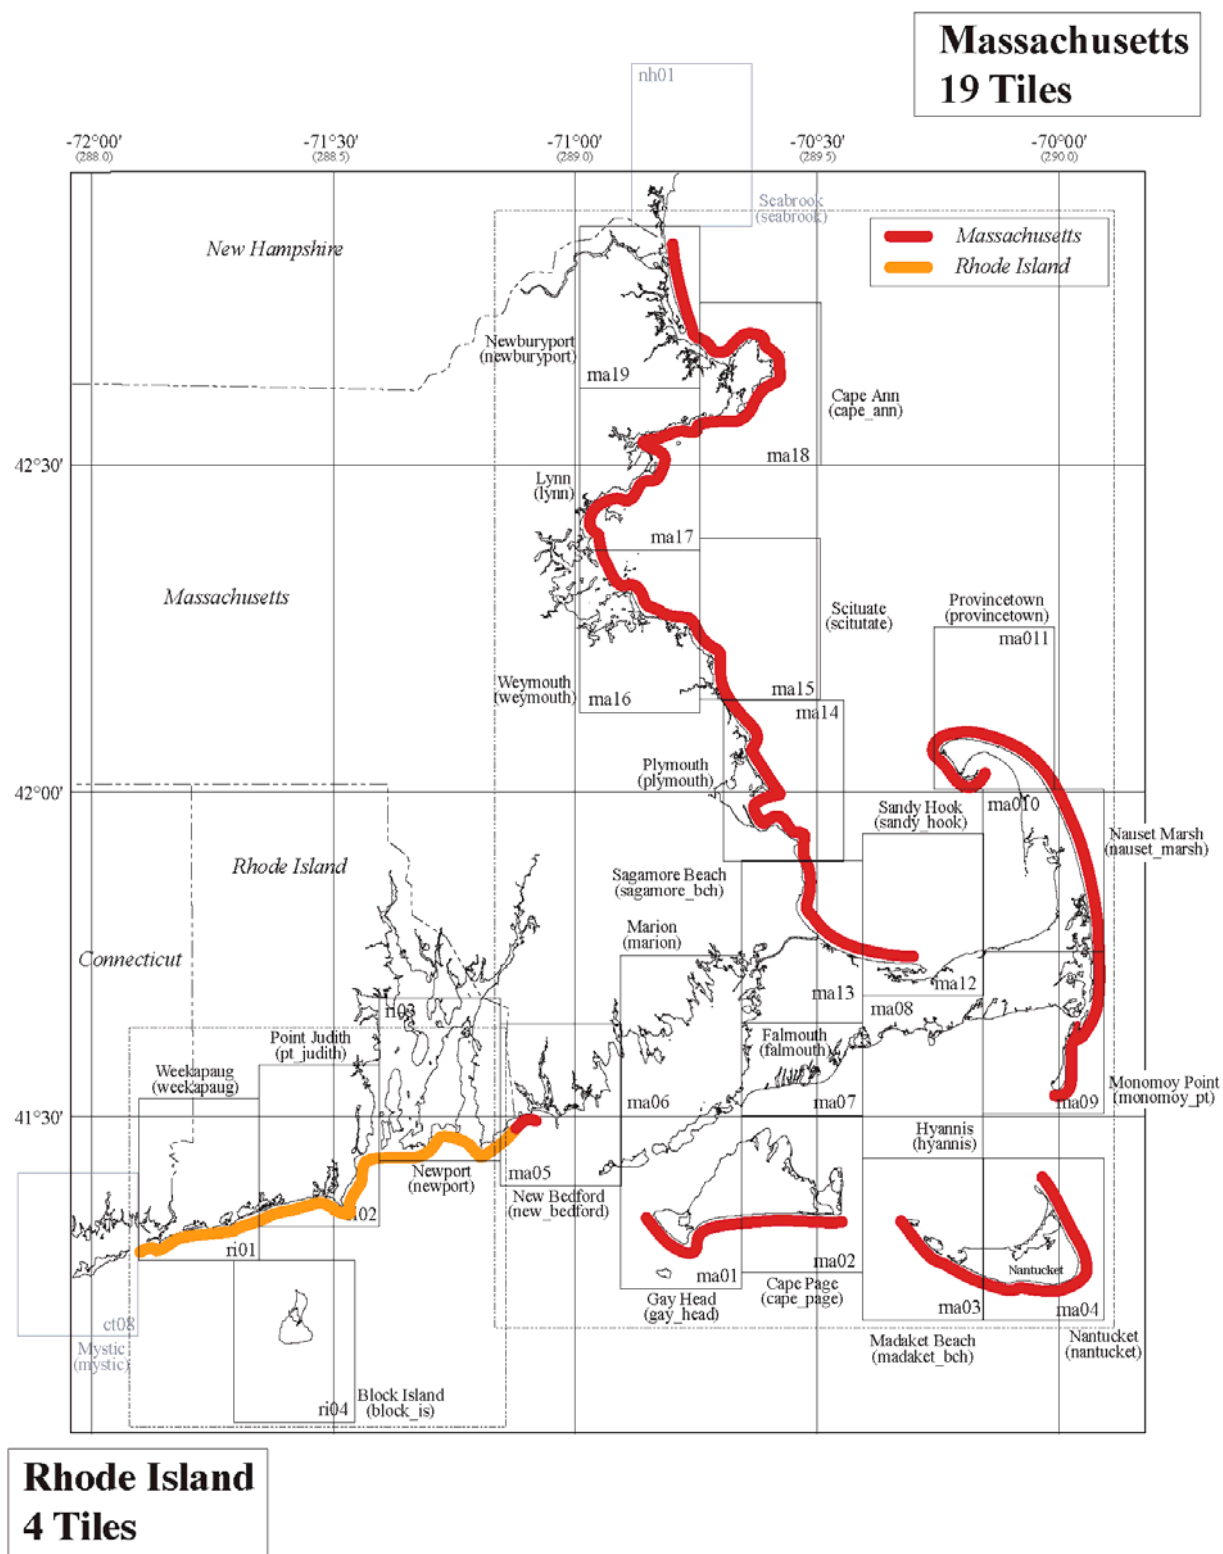 Massachusetts
19 Tiles
nh01
-72°00'
(288.0)
-71°30'
(288.5)
-71°00'
(289.0)
-70°30'
(289.5)
-70°00'
(290.0)
Seabrook
(seabrook)
Massachusetts
Rhode Island
New Hampshire
Newburyport
(newburyport)
ma19
Cape Ann
(cape_ann)
ma18
42°30'
Lynn
(lynn)
ma17
Massachusetts
Scituate
(scitutate)
Provincetown
(provincetown)
ma011
Weymouth
(weymouth)
ma16
ma15
ma14
Plymouth
(plymouth)
42°00'
Sandy Hook
(sandy_hook)
ma010
Nauset Marsh
(nauset_marsh)
Rhode Island
Sagamore Beach
(sagamore_bch)
Marion
(marion)
Connecticut
ma12
ma13
ma08
ri03
Point Judith
(pt_judith)
Falmouth
(falmouth)
Weekapaug
(weekapaug)
Monomoy Point
(monomoy_pt)
ma09
ma06
ma07
41°30'
Hyannis
(hyannis)
Newport
(newport)
ma05
New Bedford
(new_bedford)
ri01
ma02
ma01
Cape Page
(cape_page)
Nantucket
Gay Head
(gay_head)
ma03
ma04
ct08
Mystic
(mystic)
Madaket Beach
(madaket_bch)
Nantucket
(nantucket)
Block Island
(block_is)
ri04
Rhode Island
4 Tiles